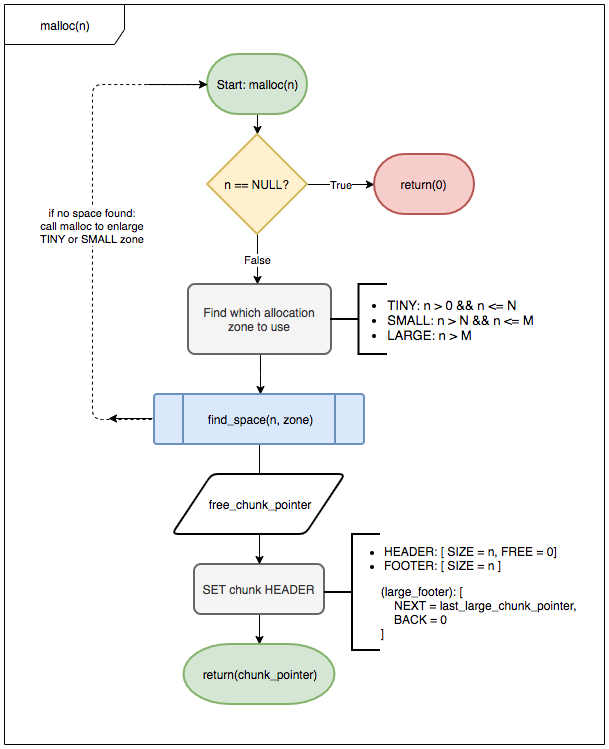 malloc(n)
Start: malloc(n)
n == NULL?
True
return(0)
if no space found:
call malloc to enlarge
TINY or SMALL zone
False
Find which allocation
zone to use
• TINY: n > 0 && n <= N
• SMALL: n > N && n <= M
• LARGE: n > M
find_space(n, zone)
free_chunk_pointer
SET chunk HEADER
• HEADER: [ SIZE = n, FREE = 0]
• FOOTER: [ SIZE = n ]
(large_footer): [
NEXT = last_large_chunk_pointer,
BACK = 0
]
return(chunk_pointer)